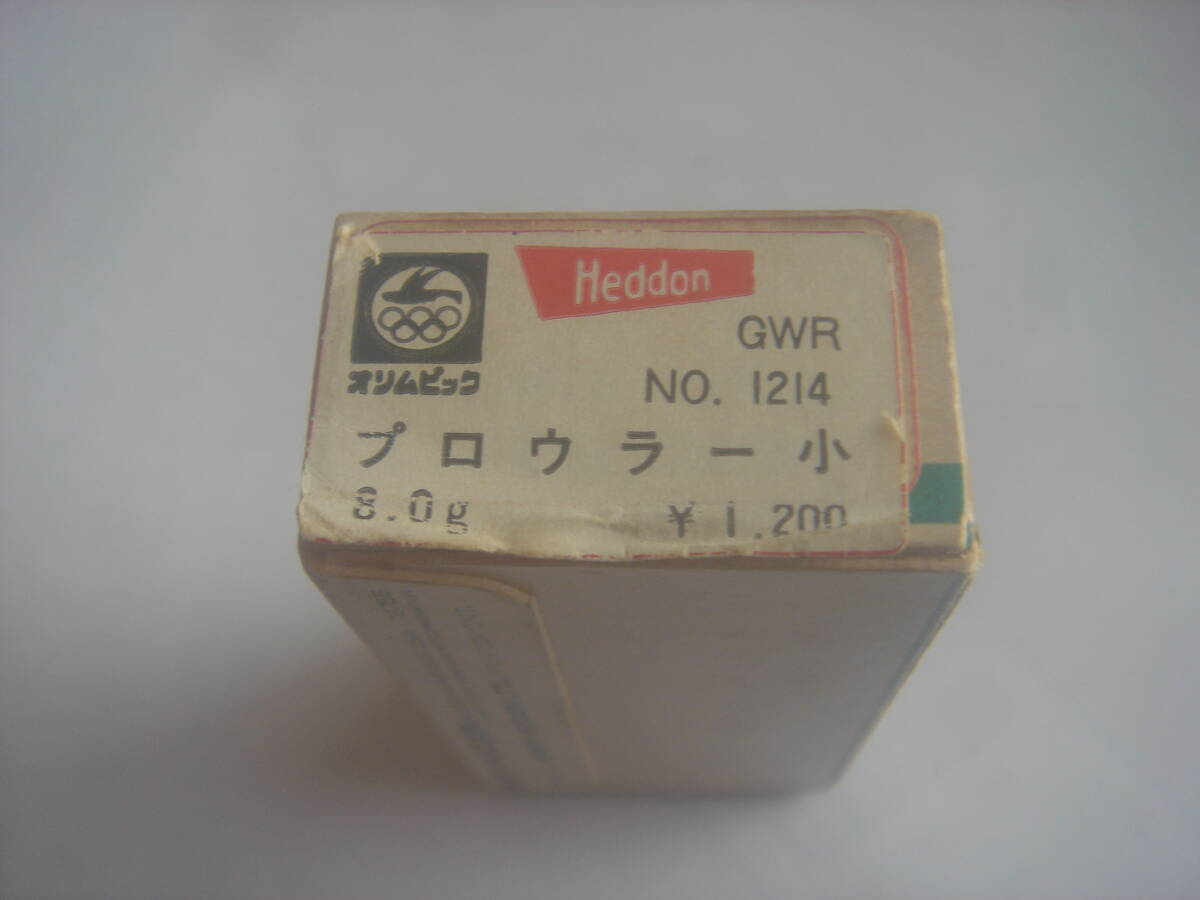 Heddon
GWR
オリムピック
NO. 1214
プロウラー小
8.0g ¥1,200